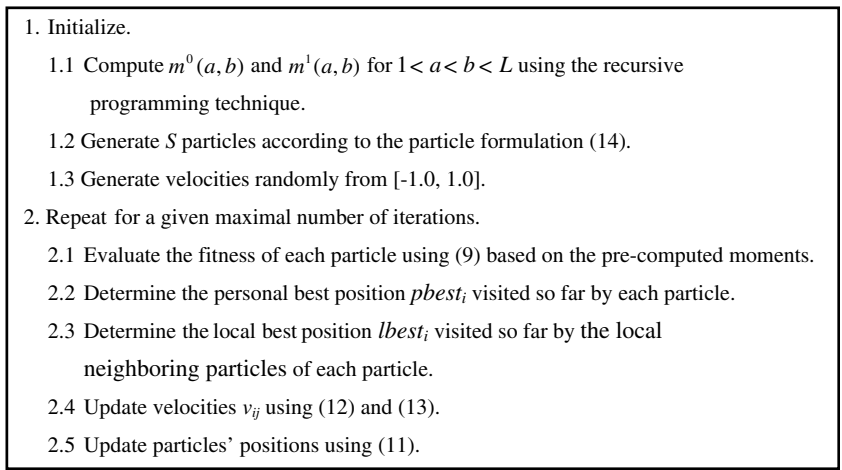 1. Initialize.
1.1 Compute m⁰(a, b) and m¹(a, b) for 1 < a < b < L using the recursive
programming technique.
1.2 Generate S particles according to the particle formulation (14).
1.3 Generate velocities randomly from [-1.0, 1.0].
2. Repeat for a given maximal number of iterations.
2.1 Evaluate the fitness of each particle using (9) based on the pre-computed moments.
2.2 Determine the personal best position pbestᵢ visited so far by each particle.
2.3 Determine the local best position lbestᵢ visited so far by the local
neighboring particles of each particle.
2.4 Update velocities vᵢⱼ using (12) and (13).
2.5 Update particles’ positions using (11).